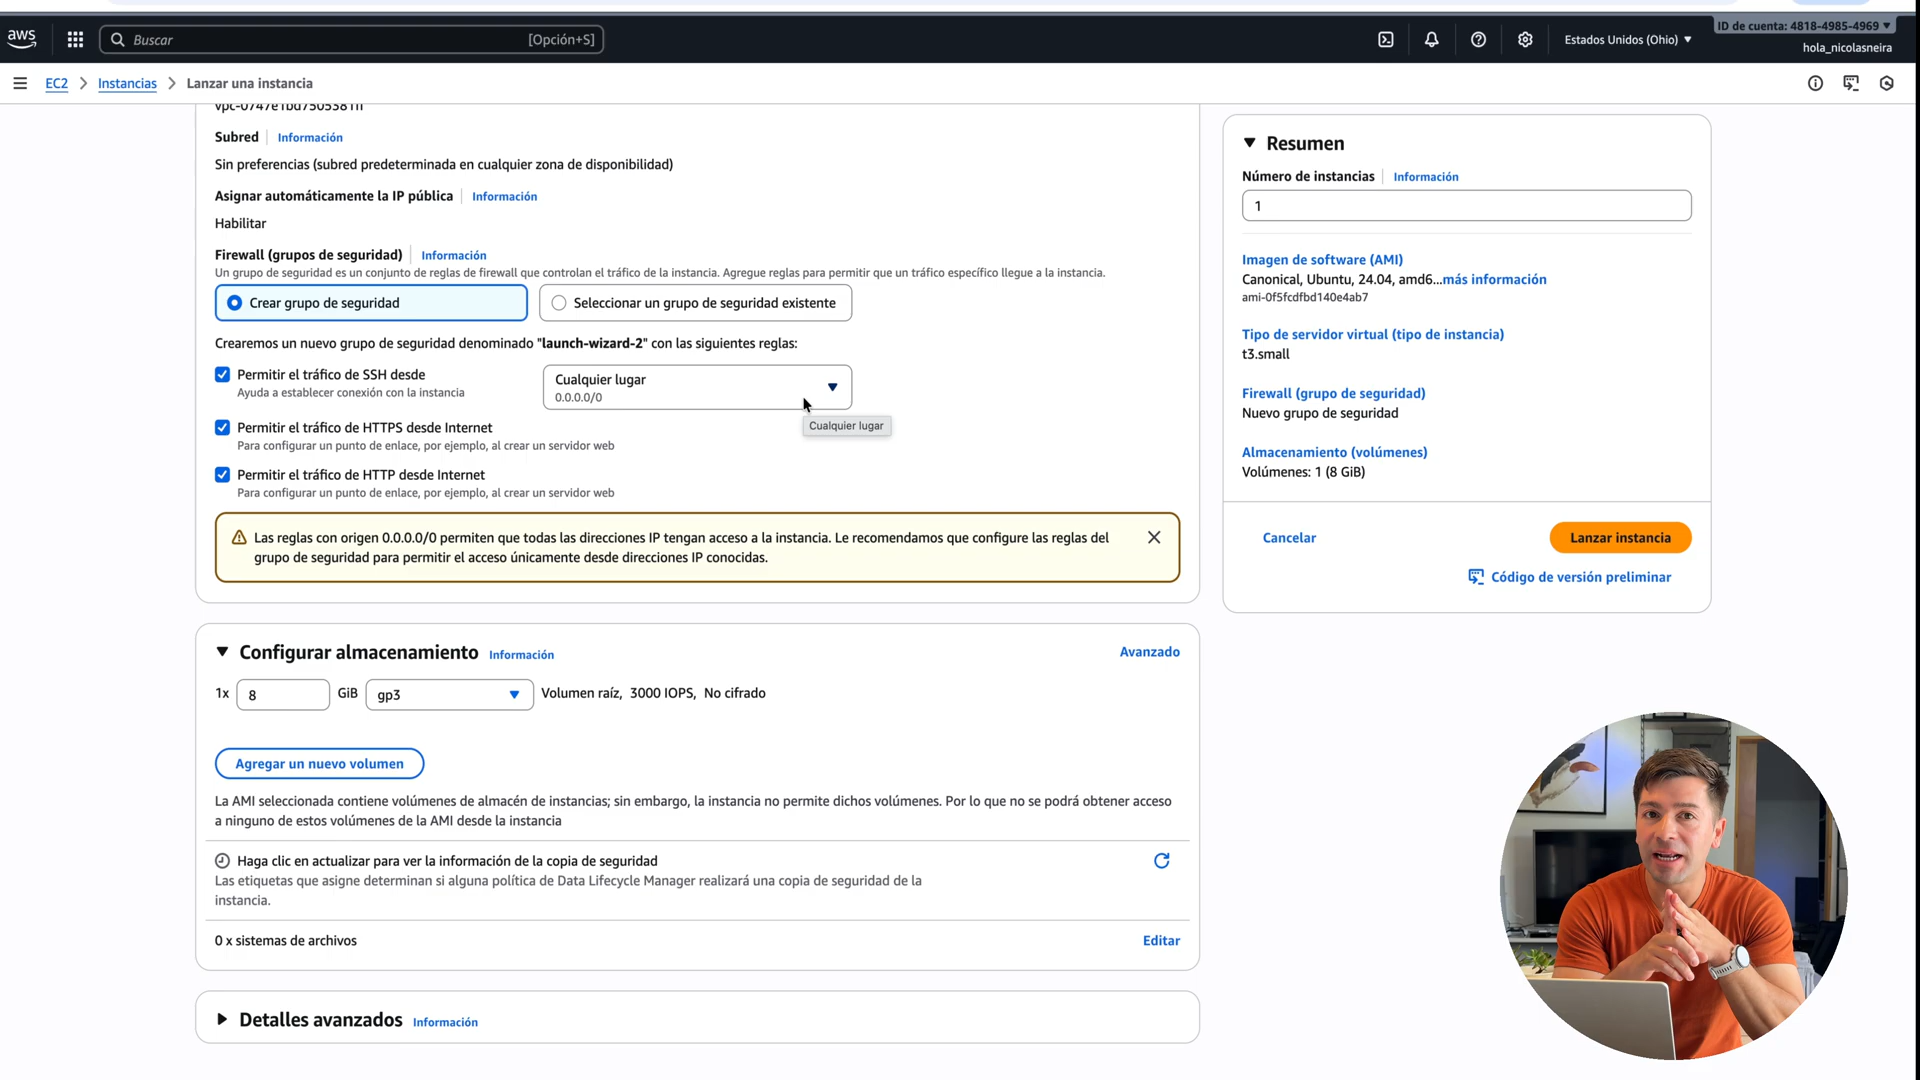 aws
Buscar
[Opción+S]
Estados Unidos (Ohio)
ID de cuenta: 4818-4985-4969
hola_nicolasneira
EC2
Instancias
Lanzar una instancia
Subred
Información
Sin preferencias (subred predeterminada en cualquier zona de disponibilidad)
Asignar automáticamente la IP pública
Información
Habilitar
Firewall (grupos de seguridad)
Información
Un grupo de seguridad es un conjunto de reglas de firewall que controlan el tráfico de la instancia. Agregue reglas para permitir que un tráfico específico llegue a la instancia.
Crear grupo de seguridad
Seleccionar un grupo de seguridad existente
Crearemos un nuevo grupo de seguridad denominado "launch-wizard-2" con las siguientes reglas:
Permitir el tráfico de SSH desde
Ayuda a establecer conexión con la instancia
Cualquier lugar
0.0.0.0/0
Cualquier lugar
Permitir el tráfico de HTTPS desde Internet
Para configurar un punto de enlace, por ejemplo, al crear un servidor web
Permitir el tráfico de HTTP desde Internet
Para configurar un punto de enlace, por ejemplo, al crear un servidor web
Las reglas con origen 0.0.0.0/0 permiten que todas las direcciones IP tengan acceso a la instancia. Le recomendamos que configure las reglas del
grupo de seguridad para permitir el acceso únicamente desde direcciones IP conocidas.
Configurar almacenamiento
Información
Avanzado
1x
8
GiB
gp3
Volumen raíz, 3000 IOPS, No cifrado
Agregar un nuevo volumen
La AMI seleccionada contiene volúmenes de almacén de instancias; sin embargo, la instancia no permite dichos volúmenes. Por lo que no se podrá obtener acceso
a ninguno de estos volúmenes de la AMI desde la instancia
Haga clic en actualizar para ver la información de la copia de seguridad
Las etiquetas que asigne determinan si alguna política de Data Lifecycle Manager realizará una copia de seguridad de la
instancia.
0 x sistemas de archivos
Editar
Detalles avanzados
Información
Resumen
Número de instancias
Información
1
Imagen de software (AMI)
Canonical, Ubuntu, 24.04, amd6...más información
ami-0f5fcdfbd140e4ab7
Tipo de servidor virtual (tipo de instancia)
t3.small
Firewall (grupo de seguridad)
Nuevo grupo de seguridad
Almacenamiento (volúmenes)
Volúmenes: 1 (8 GiB)
Cancelar
Lanzar instancia
Código de versión preliminar